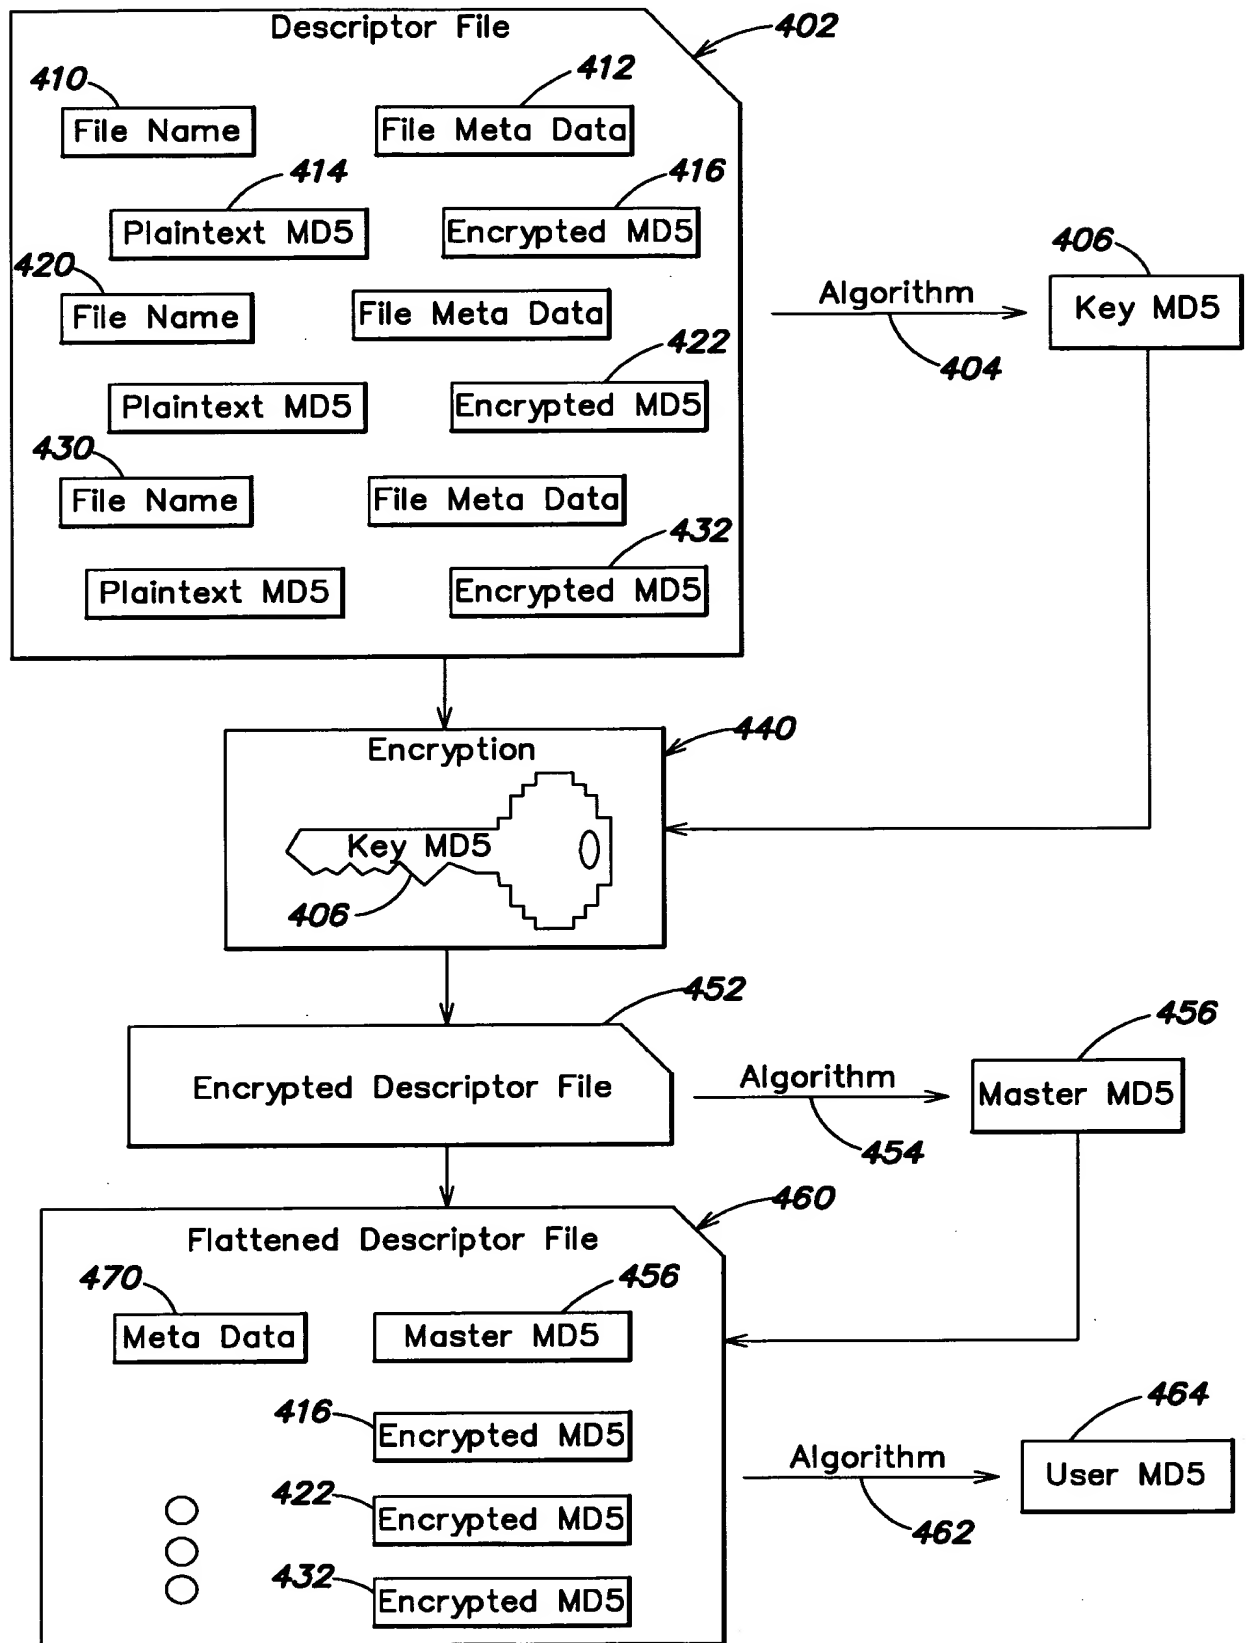 Descriptor File
402
410
412
File Name
File Meta Data
414
416
Plaintext MD5
Encrypted MD5
420
File Name
File Meta Data
422
Plaintext MD5
Encrypted MD5
430
File Name
File Meta Data
432
Plaintext MD5
Encrypted MD5
Algorithm
404
406
Key MD5
440
Encryption
Key MD5
406
452
Encrypted Descriptor File
Algorithm
454
456
Master MD5
460
Flattened Descriptor File
470
456
Meta Data
Master MD5
416
Encrypted MD5
422
Encrypted MD5
432
Encrypted MD5
Algorithm
462
464
User MD5